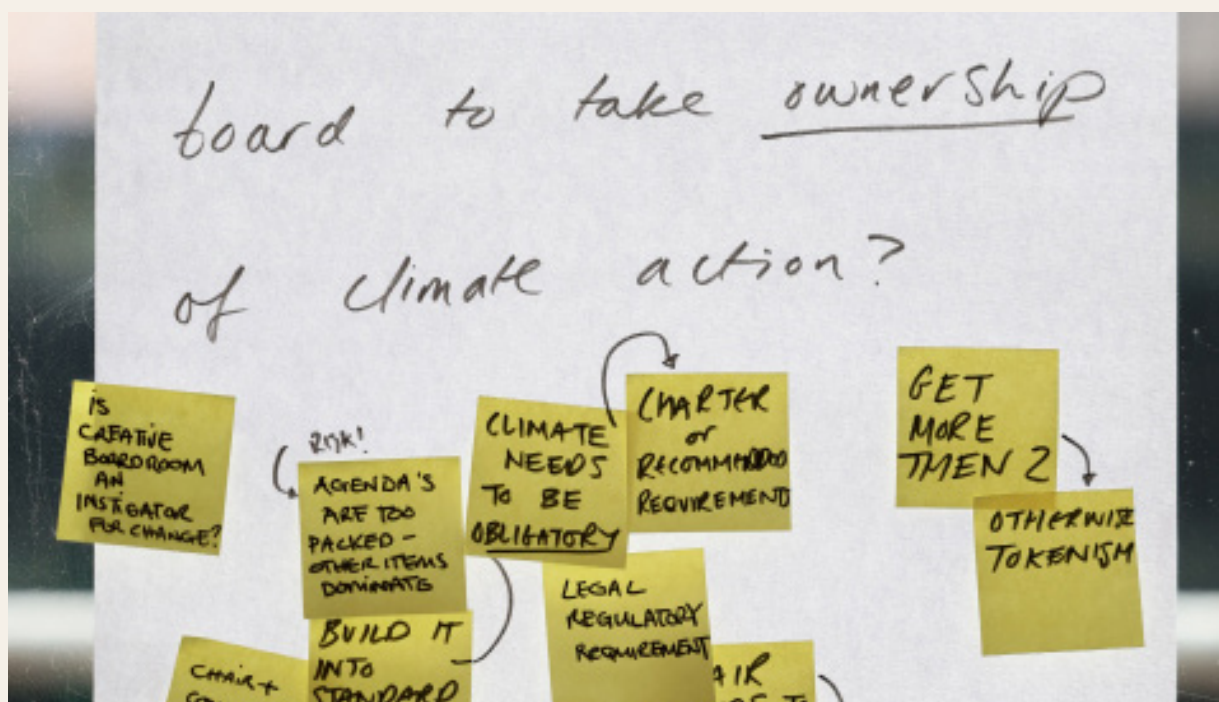 board to take ownership
of climate action?
is
CREATIVE
BOARDROOM
AN
INSTIGATOR
FOR CHANGE?
RISK!
AGENDA'S
ARE TOO
PACKED -
OTHER ITEMS
DOMINATE
BUILD IT
INTO
STANDARD
CHAIR +
CLIMATE
NEEDS
TO BE
OBLIGATORY
CHARTER
or
RECOMMENDED
REQUIREMENT
LEGAL
REGULATORY
REQUIREMENT
GET
MORE
THEN 2
OTHERWISE
TOKENISM